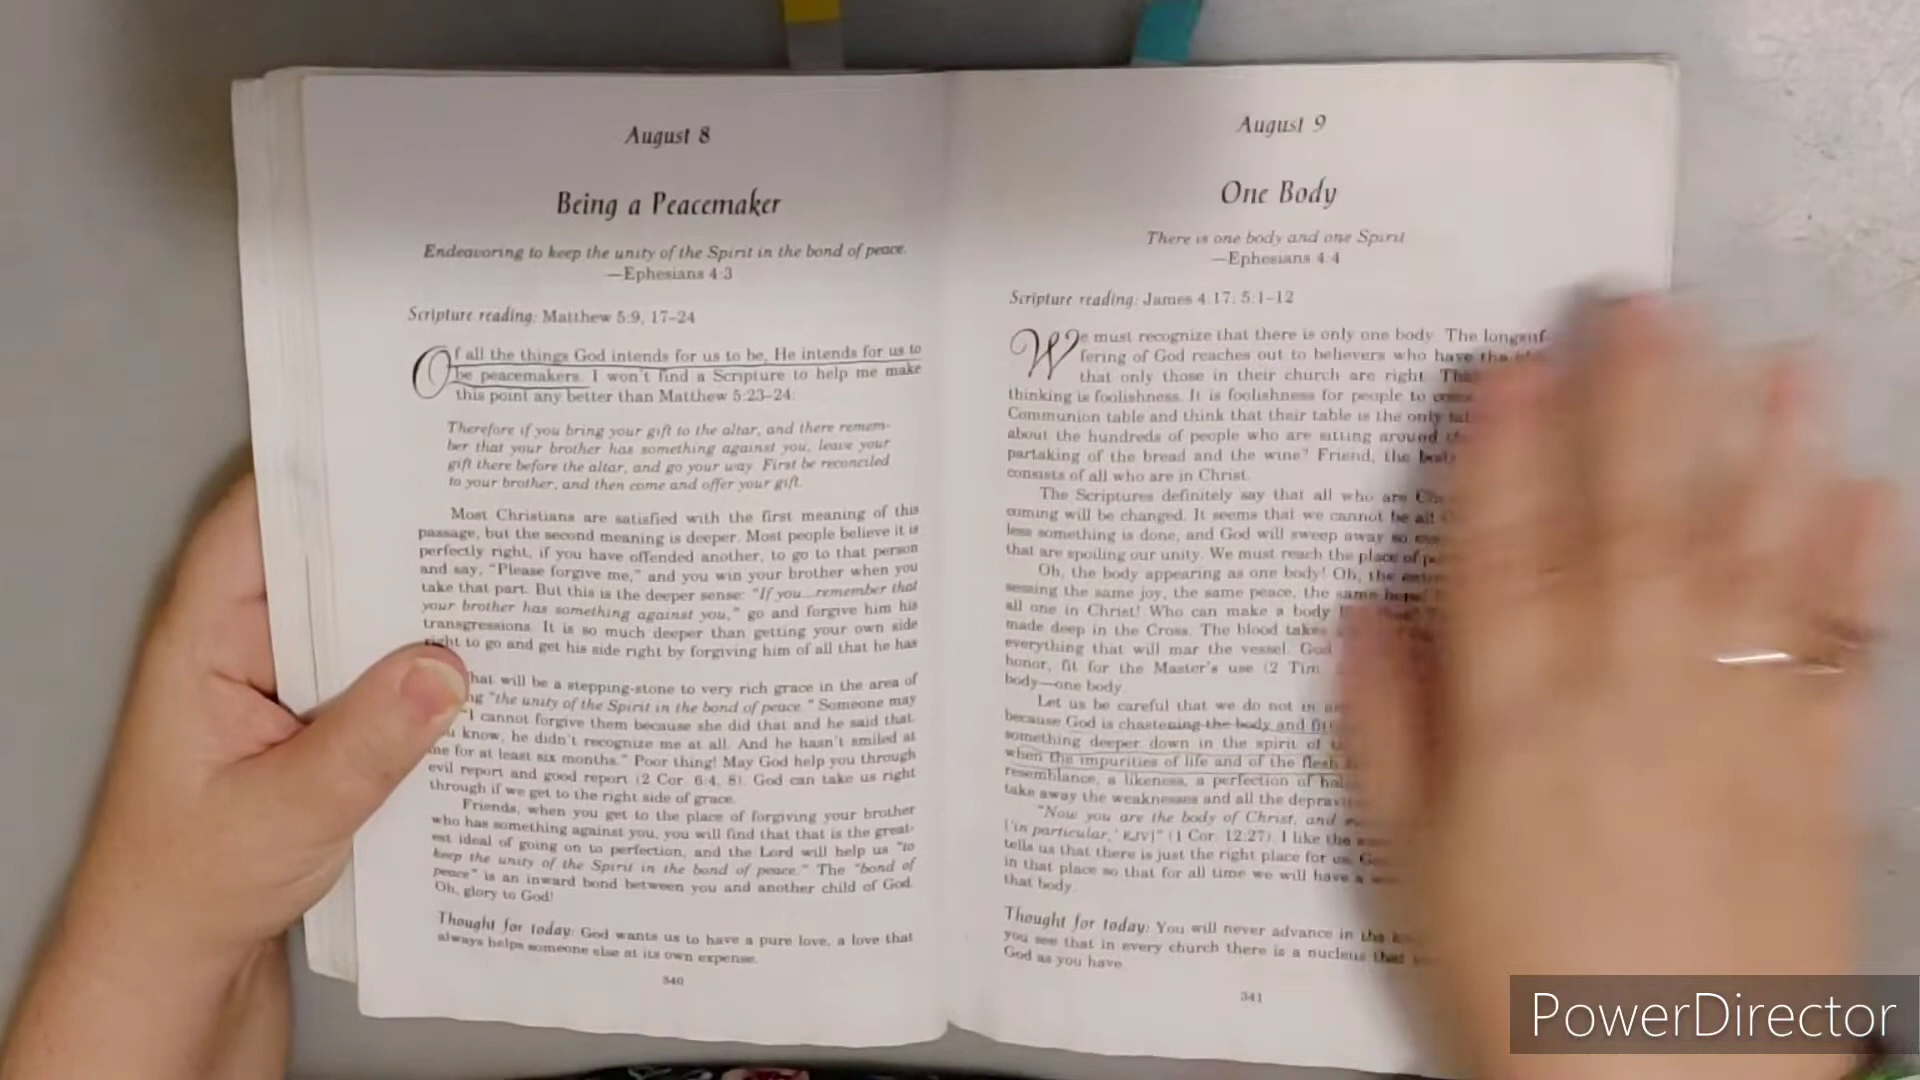 August 8
Being a Peacemaker
Endeavoring to keep the unity of the Spirit in the bond of peace.
—Ephesians 4:3
Scripture reading: Matthew 5:9, 17–24
Of all the things God intends for us to be, He intends for us to
be peacemakers. I won't find a Scripture to help me make
this point any better than Matthew 5:23–24.
Therefore if you bring your gift to the altar, and there remem-
ber that your brother has something against you, leave your
gift there before the altar, and go your way. First be reconciled
to your brother, and then come and offer your gift.
Most Christians are satisfied with the first meaning of this
passage, but the second meaning is deeper. Most people believe it is
perfectly right, if you have offended another, to go to that person
and say, "Please forgive me," and you win your brother when you
take that part. But this is the deeper sense: "If you...remember that
your brother has something against you," go and forgive him his
transgressions. It is so much deeper than getting your own side
right to go and get his side right by forgiving him of all that he has
hat will be a stepping-stone to very rich grace in the area of
ng "the unity of the Spirit in the bond of peace." Someone may
"I cannot forgive them because she did that and he said that.
know, he didn't recognize me at all. And he hasn't smiled at
me for at least six months." Poor thing! May God help you through
evil report and good report (2 Cor. 6:4, 8). God can take us right
through if we get to the right side of grace.
Friends, when you get to the place of forgiving your brother
who has something against you, you will find that that is the great-
est ideal of going on to perfection, and the Lord will help us "to
keep the unity of the Spirit in the bond of peace." The "bond of
peace" is an inward bond between you and another child of God.
Oh, glory to God!
Thought for today: God wants us to have a pure love, a love that
always helps someone else at its own expense.
340
August 9
One Body
There is one body and one Spirit
—Ephesians 4:4
Scripture reading: James 4:17; 5:1–12
We must recognize that there is only one body. The longsuf-
fering of God reaches out to believers who have the
that only those in their church are right. That
thinking is foolishness. It is foolishness for people to
Communion table and think that their table is the only
about the hundreds of people who are sitting around
partaking of the bread and the wine? Friend, the body
consists of all who are in Christ.
The Scriptures definitely say that all who are
coming will be changed. It seems that we cannot be all
less something is done, and God will sweep away so
that are spoiling our unity. We must reach the place of
Oh, the body appearing as one body! Oh, the
sessing the same joy, the same peace, the same hope!
all one in Christ! Who can make a body
made deep in the Cross. The blood takes
everything that will mar the vessel. God
honor, fit for the Master's use (2 Tim.
body—one body.
Let us be careful that we do not in
because God is chastening the body and
something deeper down in the spirit of
when the impurities of life and of the flesh
resemblance, a likeness, a perfection of
take away the weaknesses and all the
"Now you are the body of Christ, and
['in particular,' KJV]" (1 Cor. 12:27). I like the
tells us that there is just the right place for us.
in that place so that for all time we will have a
that body.
Thought for today: You will never advance in the
you see that in every church there is a nucleus that
God as you have.
341
PowerDirector